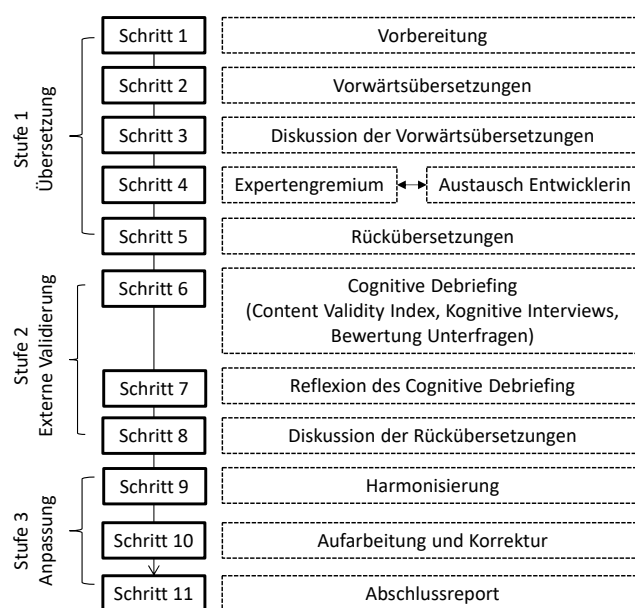 Stufe 1
Übersetzung
Schritt 1
Vorbereitung
Schritt 2
Vorwärtsübersetzungen
Schritt 3
Diskussion der Vorwärtsübersetzungen
Schritt 4
Expertengremium
Austausch Entwicklerin
Schritt 5
Rückübersetzungen
Stufe 2
Externe Validierung
Schritt 6
Cognitive Debriefing
(Content Validity Index, Kognitive Interviews,
Bewertung Unterfragen)
Schritt 7
Reflexion des Cognitive Debriefing
Schritt 8
Diskussion der Rückübersetzungen
Stufe 3
Anpassung
Schritt 9
Harmonisierung
Schritt 10
Aufarbeitung und Korrektur
Schritt 11
Abschlussreport